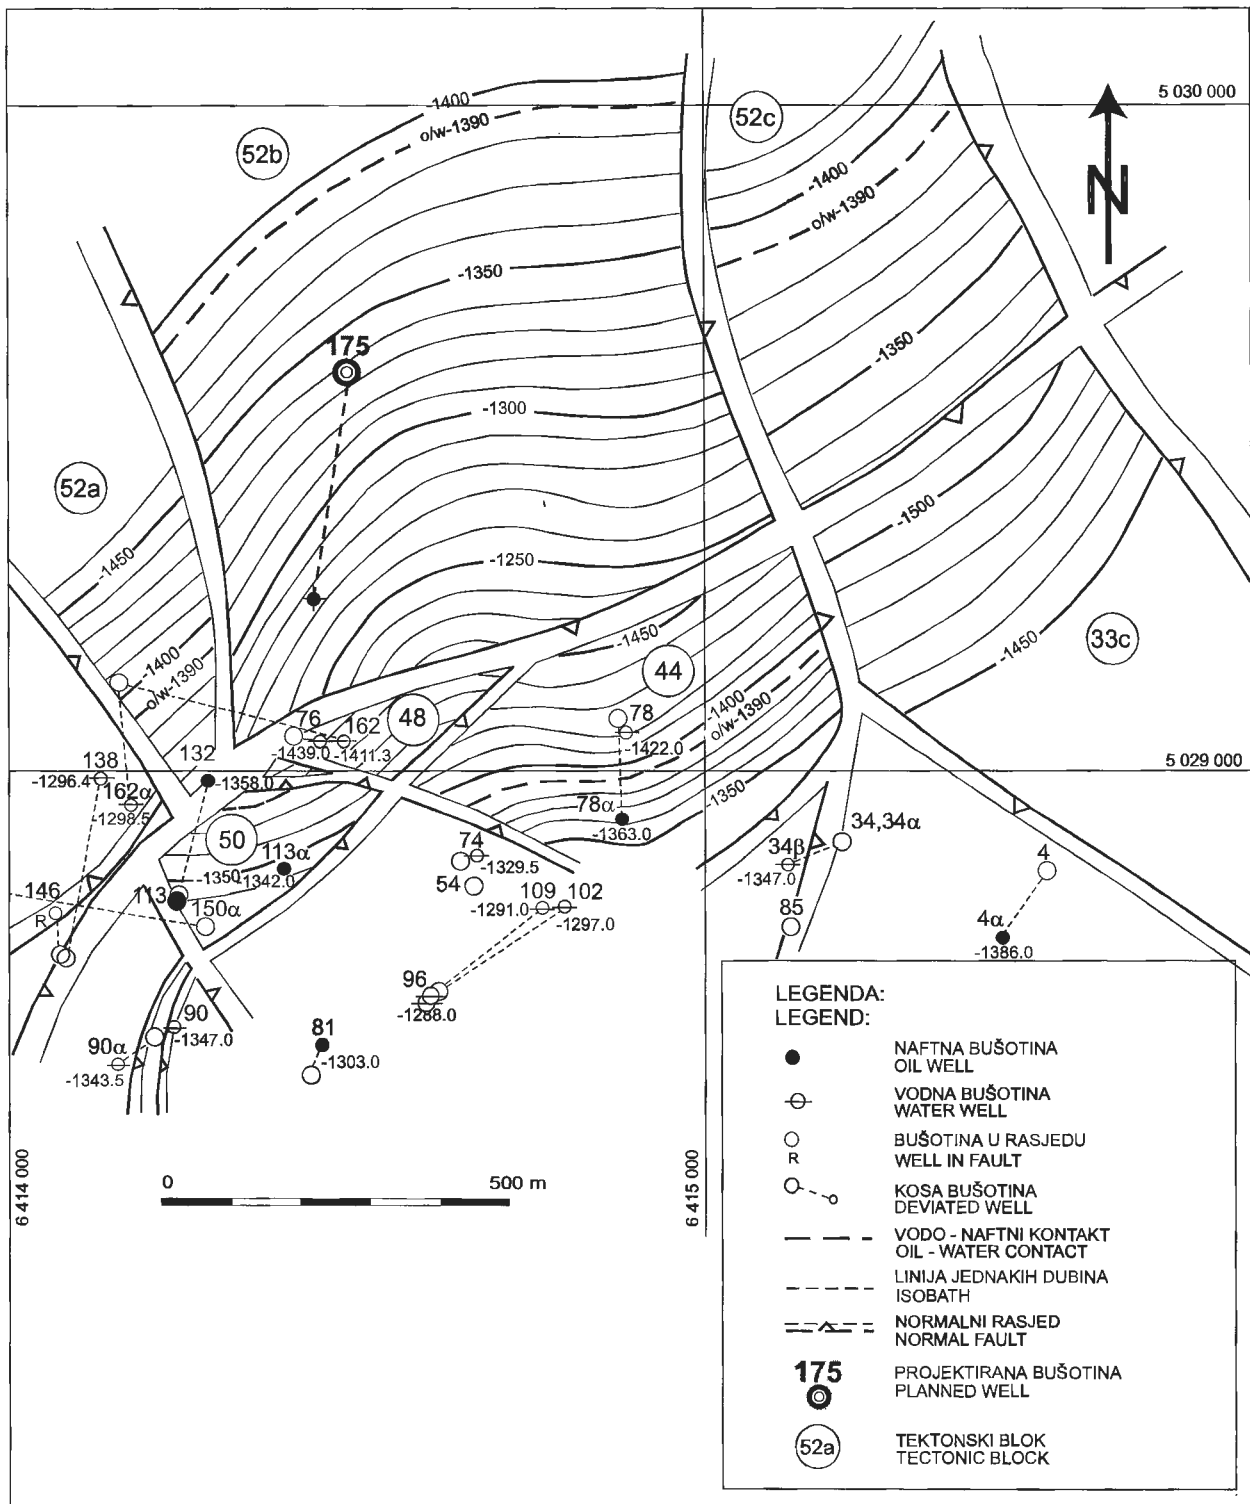 5 030 000
-1400
o/w-1390
52b
52c
-1400
o/w-1390
N
-1350
175
-1350
-1300
52a
-1450
-1250
-1500
-1450
44
33c
-1450
-1400
o/w-1390
48
76
162
-1439.0
-1411.3
78
-1422.0
-1400
o/w-1390
5 029 000
138
-1296.4
162α
-1298.5
132
-1358.0
-1350
78α
-1363.0
50
113α
-1350
-1342.0
74
-1329.5
54
34,34α
34β
-1347.0
4
146
R
113
150α
109
102
-1291.0
-1297.0
85
4α
-1386.0
96
-1288.0
90
-1347.0
90α
-1343.5
81
-1303.0
6 414 000
6 415 000
0 500 m
LEGENDA:
LEGEND:
NAFTNA BUŠOTINA
OIL WELL
VODNA BUŠOTINA
WATER WELL
BUŠOTINA U RASJEDU
R WELL IN FAULT
KOSA BUŠOTINA
DEVIATED WELL
VODO - NAFTNI KONTAKT
OIL - WATER CONTACT
LINIJA JEDNAKIH DUBINA
ISOBATH
NORMALNI RASJED
NORMAL FAULT
175 PROJEKTIRANA BUŠOTINA
PLANNED WELL
52a TEKTONSKI BLOK
TECTONIC BLOCK